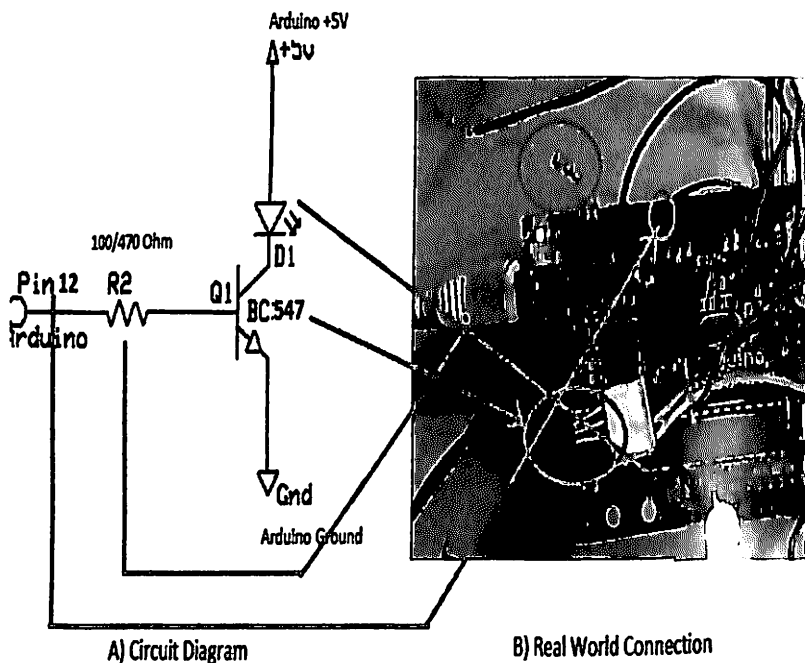 Arduino +5V
+5v
100/470 Ohm
D1
Pin 12
R2
Q1
BC547
rduino
Gnd
Arduino Ground
A) Circuit Diagram
B) Real World Connection